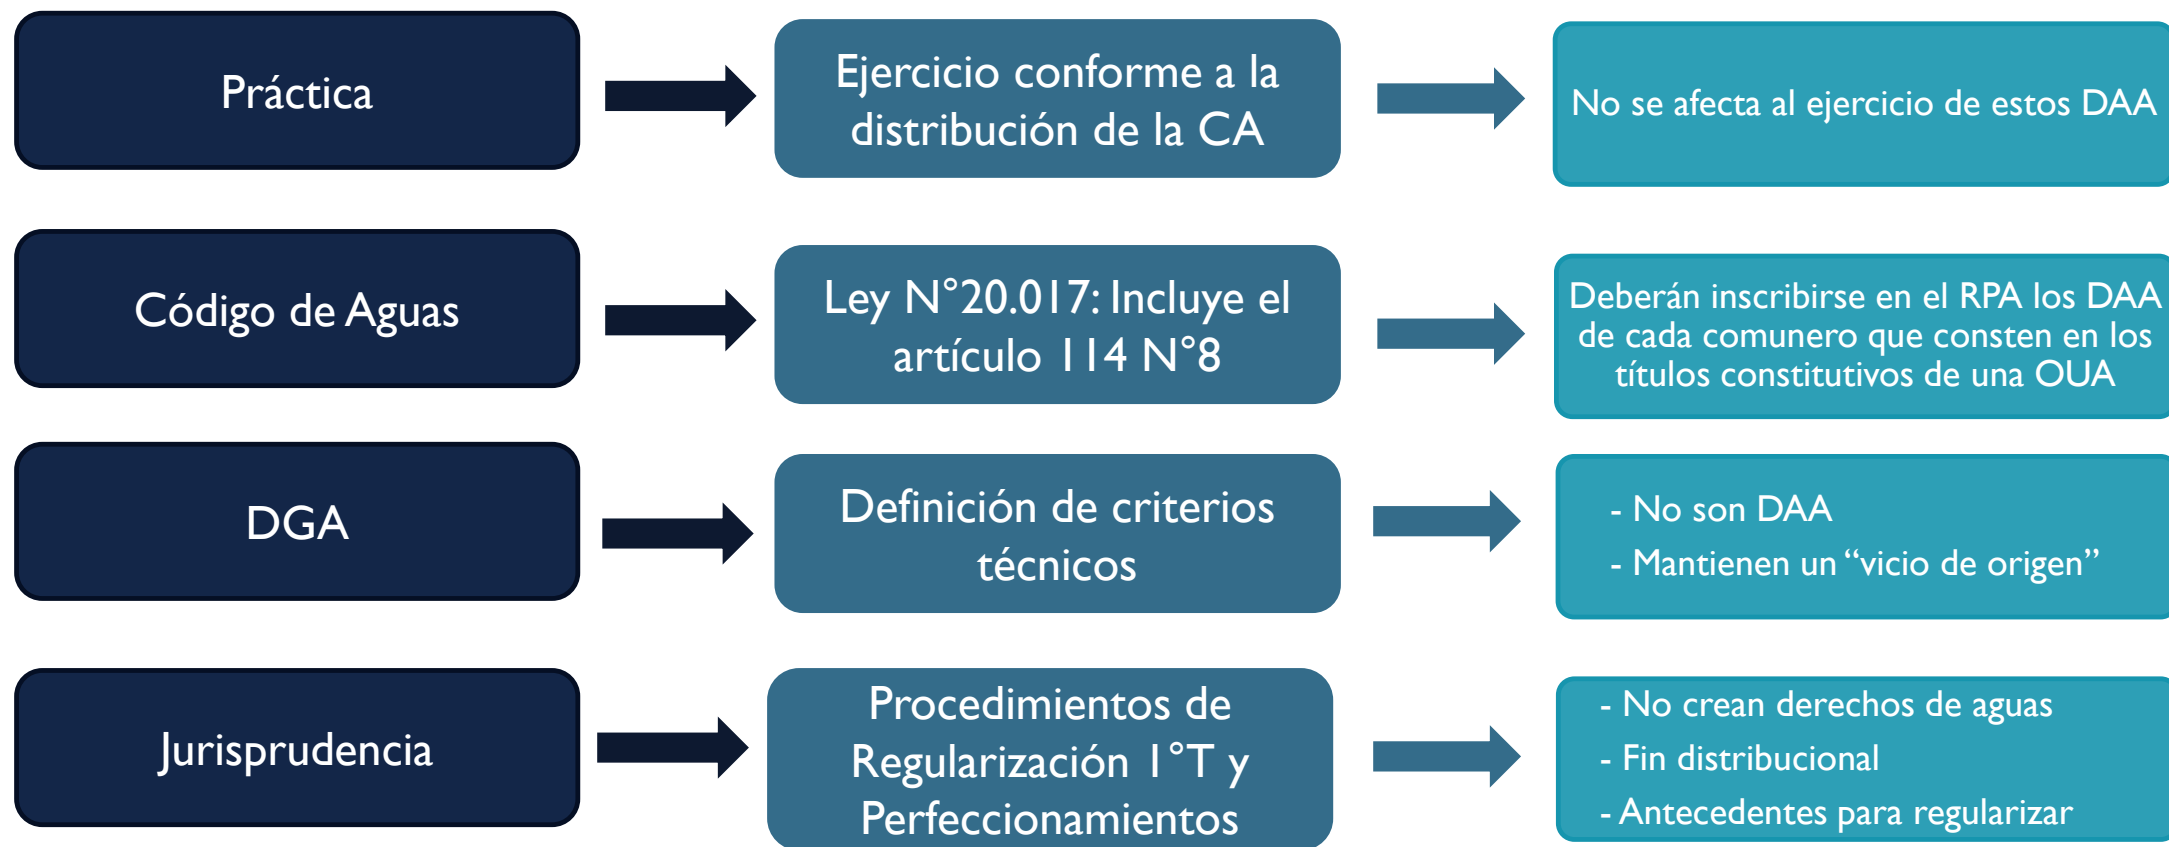 Práctica
Ejercicio conforme a la
distribución de la CA
No se afecta al ejercicio de estos DAA
Código de Aguas
Ley N°20.017: Incluye el
artículo 114 N°8
Deberán inscribirse en el RPA los DAA
de cada comunero que consten en los
títulos constitutivos de una OUA
DGA
Definición de criterios
técnicos
- No son DAA
- Mantienen un “vicio de origen”
Jurisprudencia
Procedimientos de
Regularización 1°T y
Perfeccionamientos
- No crean derechos de aguas
- Fin distribucional
- Antecedentes para regularizar